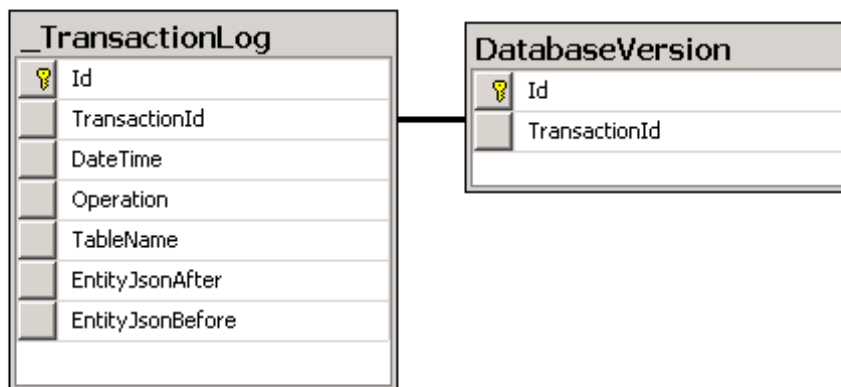 _TransactionLog
Id
TransactionId
DateTime
Operation
TableName
EntityJsonAfter
EntityJsonBefore
DatabaseVersion
Id
TransactionId